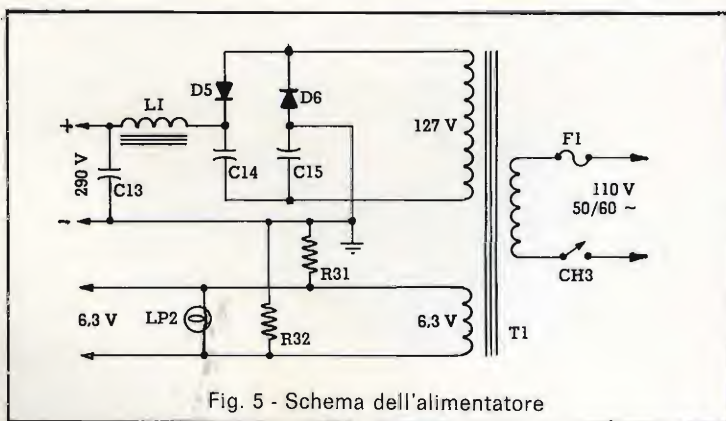 D5
D6
L1
+
127 V
F1
290 V
C13
C14
C15
110 V
50/60 ~
~
CH3
R31
6,3 V
LP2
R32
6,3 V
T1
Fig. 5 - Schema dell'alimentatore